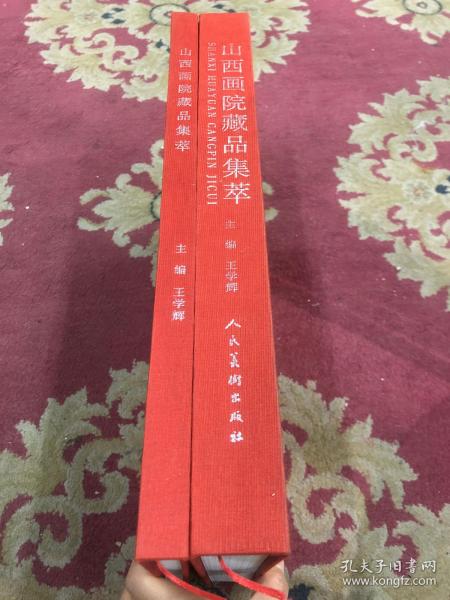 山西画院藏品集萃
主编 王学辉
山西画院藏品集萃
SHANXI HUAYUAN CANGPIN JICUI
主编 王学辉
人民美術出版社
孔夫子旧书网
www.kongfz.com